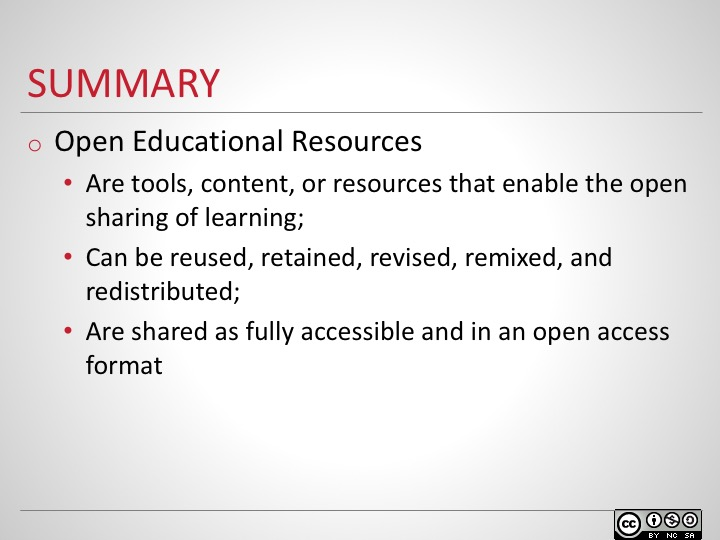 SUMMARY
o Open Educational Resources
• Are tools, content, or resources that enable the open
sharing of learning;
• Can be reused, retained, revised, remixed, and
redistributed;
• Are shared as fully accessible and in an open access
format
cc
BY NC SA